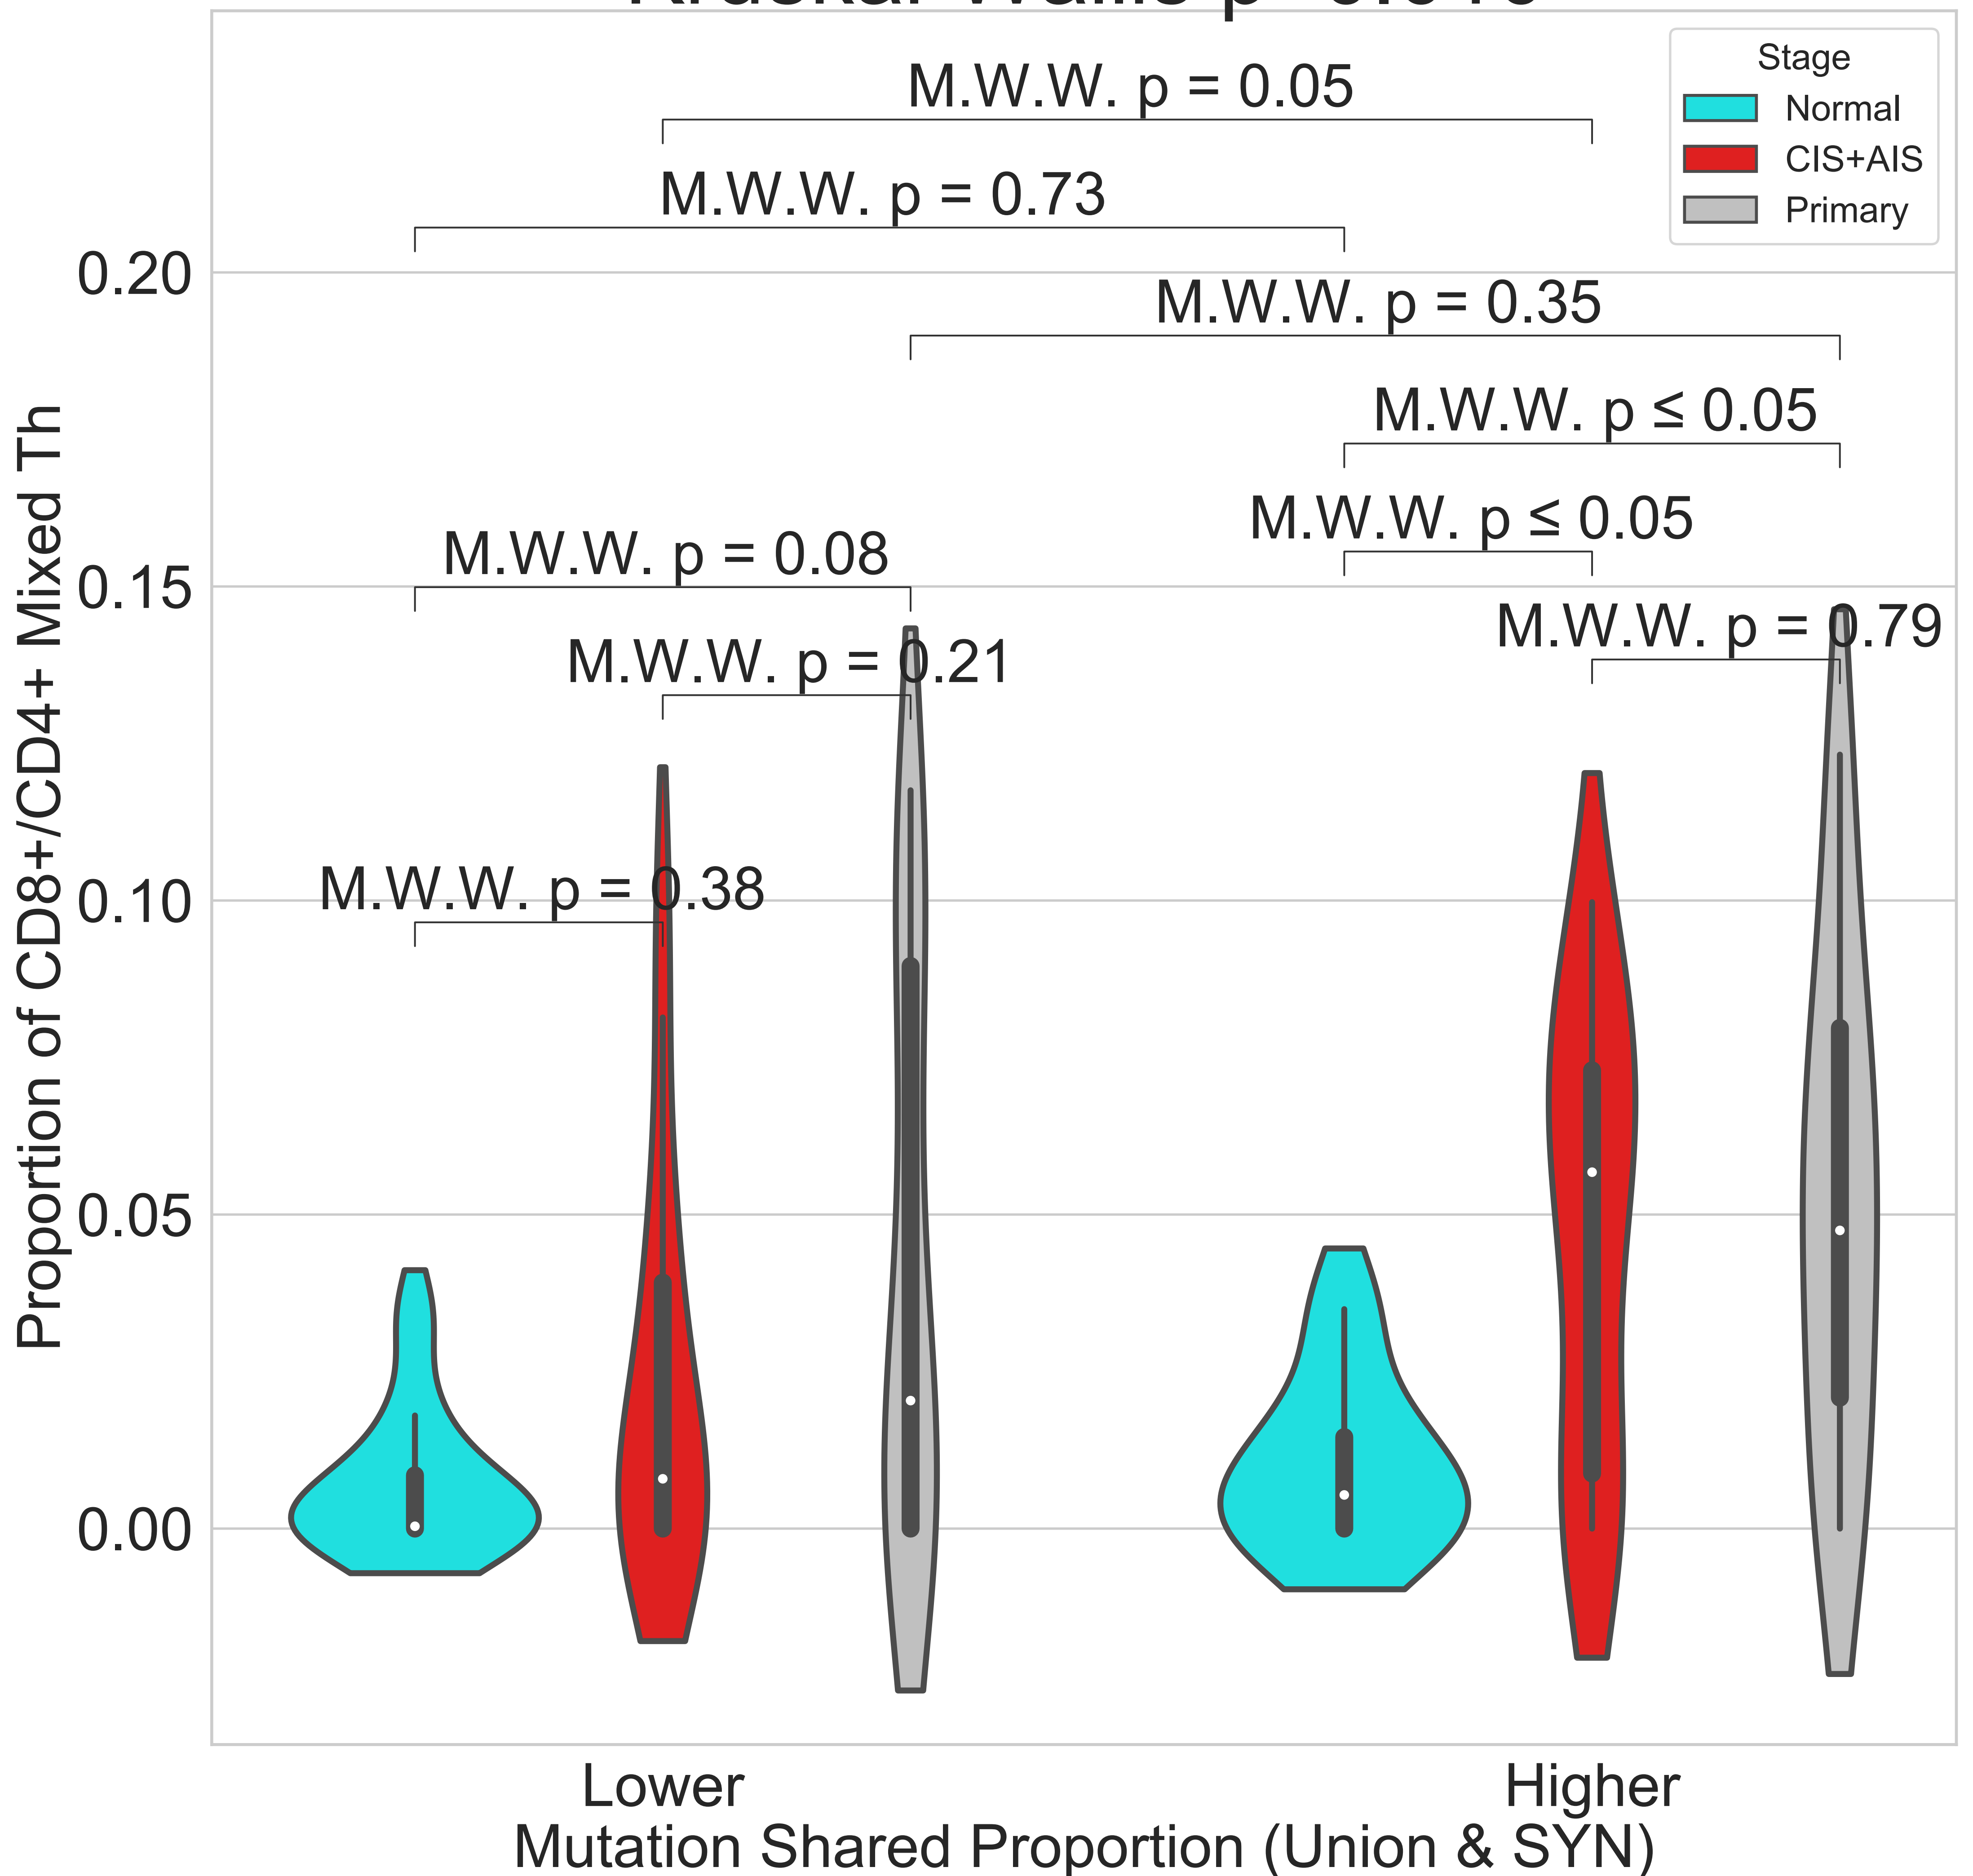 Stage
Normal
CIS+AIS
Primary
M.W.W. p = 0.05
M.W.W. p = 0.73
M.W.W. p = 0.35
M.W.W. p ≤ 0.05
M.W.W. p ≤ 0.05
M.W.W. p = 0.08
M.W.W. p = 0.79
M.W.W. p = 0.21
M.W.W. p = 0.38
Proportion of CD8+/CD4+ Mixed Th
0.20
0.15
0.10
0.05
0.00
Lower
Higher
Mutation Shared Proportion (Union & SYN)